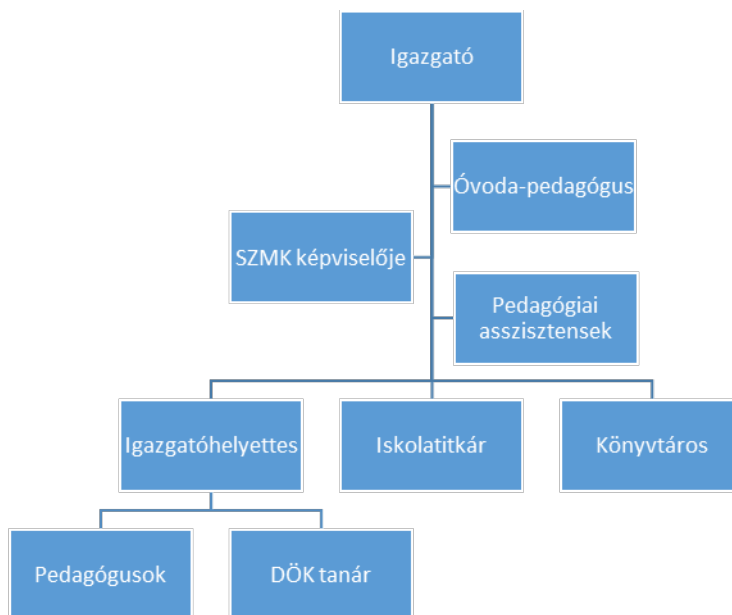 Igazgató
Óvoda-pedagógus
SZMK képviselője
Pedagógiai
asszisztensek
Igazgatóhelyettes
Iskolatitkár
Könyvtáros
Pedagógusok
DÖK tanár